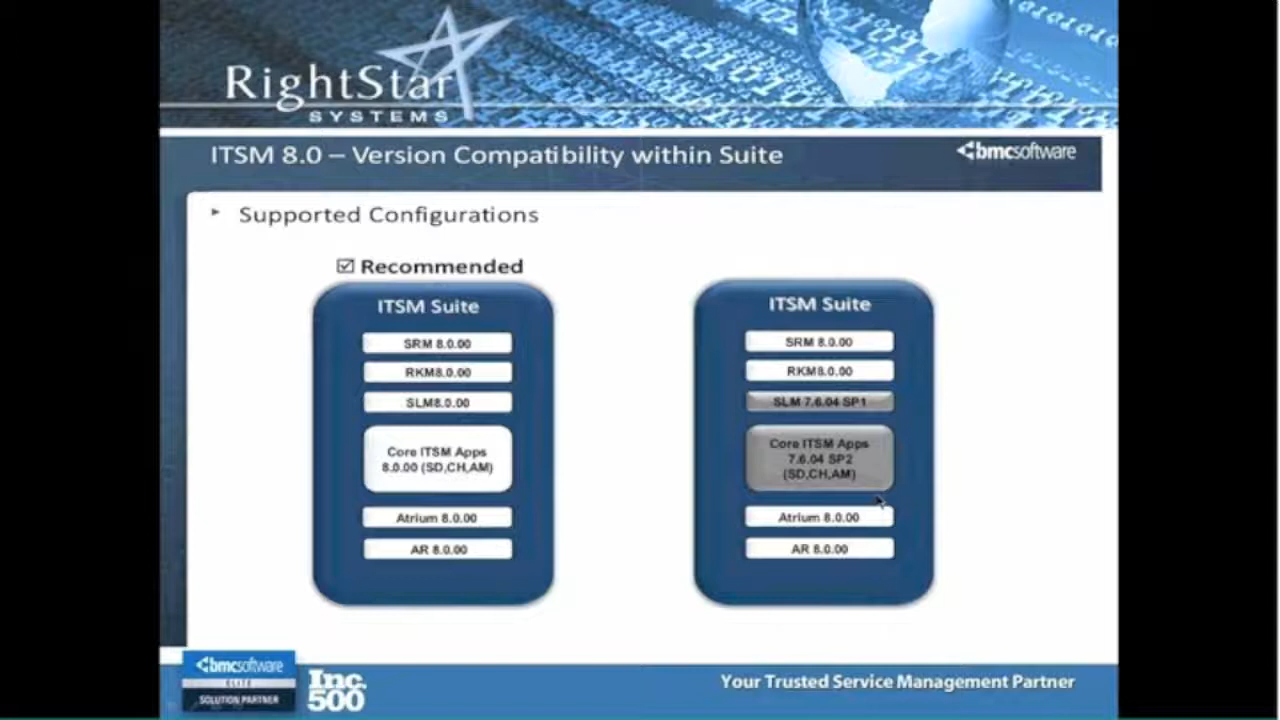 RightStar
SYSTEMS
ITSM 8.0 – Version Compatibility within Suite
bmcsoftware
‣ Supported Configurations
☑ Recommended
ITSM Suite
SRM 8.0.00
RKM8.0.00
SLM8.0.00
Core ITSM Apps
8.0.00 (SD,CH,AM)
Atrium 8.0.00
AR 8.0.00
ITSM Suite
SRM 8.0.00
RKM8.0.00
SLM 7.6.04 SP1
Core ITSM Apps
7.6.04 SP2
(SD,CH,AM)
Atrium 8.0.00
AR 8.0.00
bmcsoftware
ELITE
SOLUTION PARTNER
Inc.
500
Your Trusted Service Management Partner